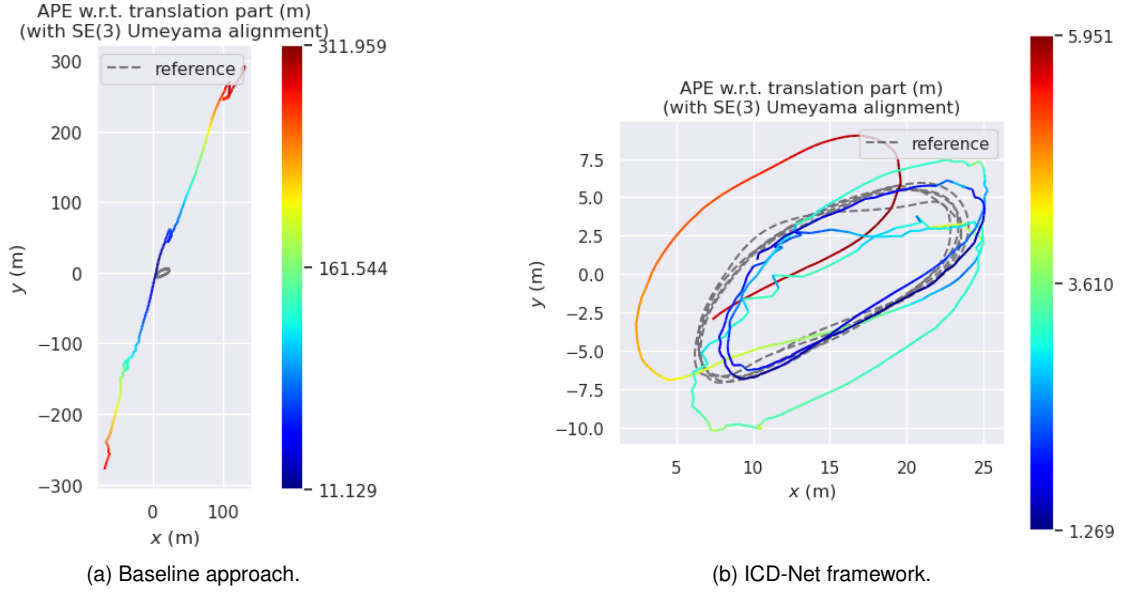 APE w.r.t. translation part (m)
(with SE(3) Umeyama alignment)
311.959
161.544
11.129
reference
300
200
100
0
−100
−200
−300
y (m)
0 100
x (m)
(a) Baseline approach.
APE w.r.t. translation part (m)
(with SE(3) Umeyama alignment)
5.951
3.610
1.269
reference
7.5
5.0
2.5
0.0
−2.5
−5.0
−7.5
−10.0
y (m)
5 10 15 20 25
x (m)
(b) ICD-Net framework.